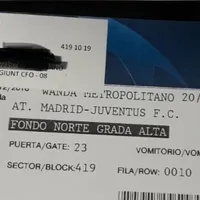 419 10 19
GIUNT CFO - 08
WANDA METROPOLITANO 20/
AT. MADRID-JUVENTUS F.C.
FONDO NORTE GRADA ALTA
PUERTA/GATE: 23 VOMITORIO/VOM
SECTOR/BLOCK: 419 FILA/ROW: 0010